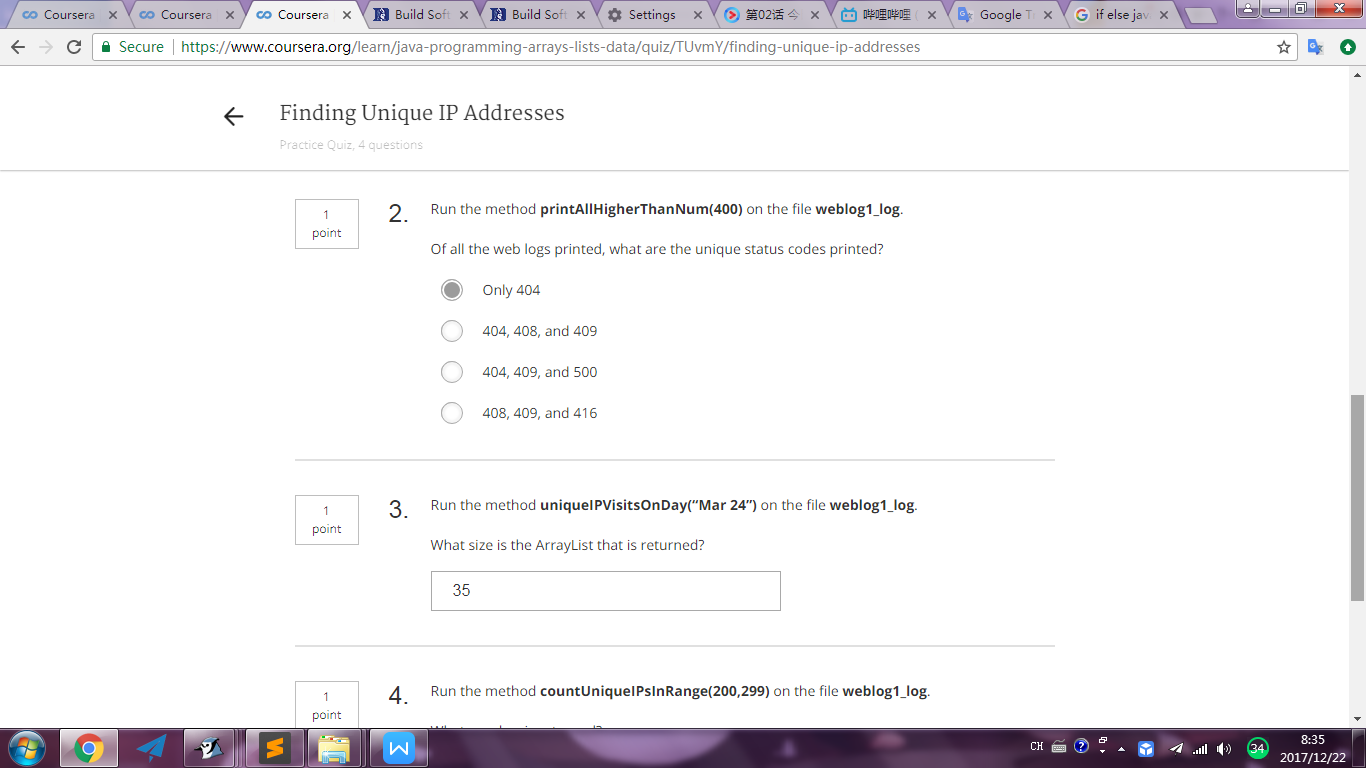 Coursera
Coursera
Coursera
Build Soft
Build Soft
Settings
第02话 今
哔哩哔哩 (
Google T
if else jav
Secure
https://www.coursera.org/learn/java-programming-arrays-lists-data/quiz/TUvmY/finding-unique-ip-addresses
Finding Unique IP Addresses
Practice Quiz, 4 questions
1
point
2.
Run the method printAllHigherThanNum(400) on the file weblog1_log.
Of all the web logs printed, what are the unique status codes printed?
Only 404
404, 408, and 409
404, 409, and 500
408, 409, and 416
1
point
3.
Run the method uniqueIPVisitsOnDay(“Mar 24”) on the file weblog1_log.
What size is the ArrayList that is returned?
35
1
point
4.
Run the method countUniqueIPsInRange(200,299) on the file weblog1_log.
CH
34
8:35
2017/12/22